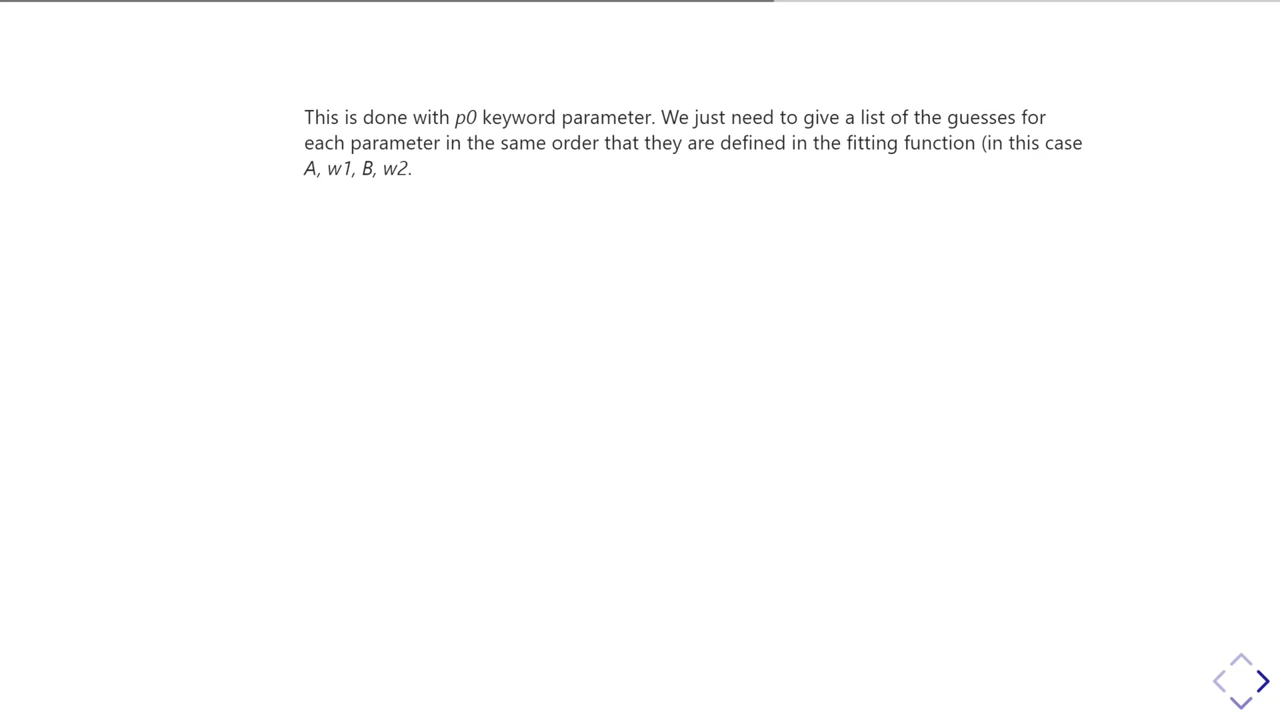 This is done with p0 keyword parameter. We just need to give a list of the guesses for
each parameter in the same order that they are defined in the fitting function (in this case
A, w1, B, w2.